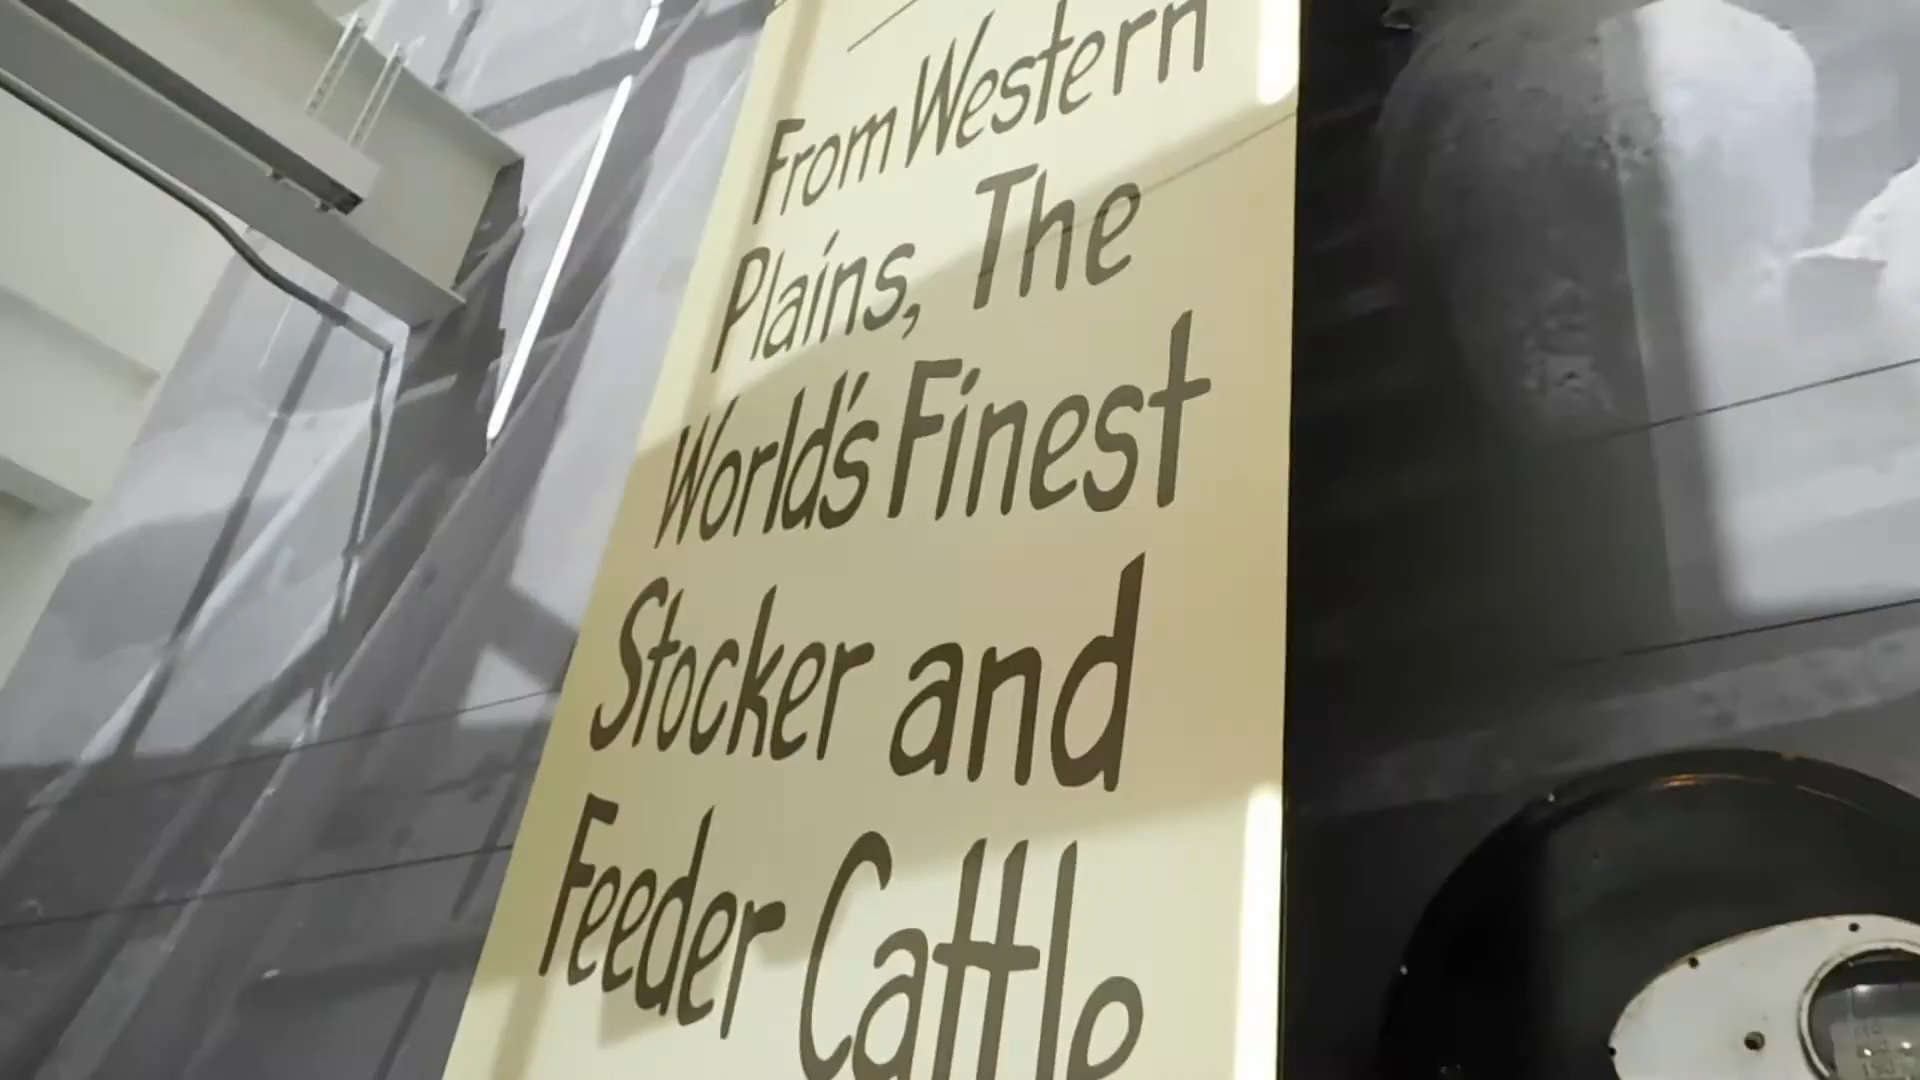 From Western
Plains, The
World's Finest
Stocker and
Feeder Cattle